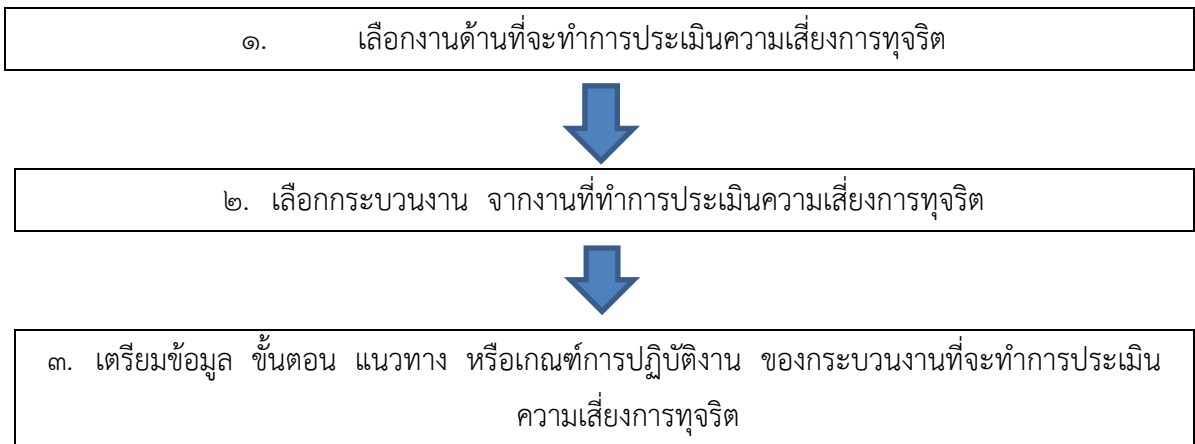 ๑. เลือกงานด้านที่จะทำการประเมินความเสี่ยงการทุจริต
๒. เลือกกระบวนงาน จากงานที่ทำการประเมินความเสี่ยงการทุจริต
๓. เตรียมข้อมูล ขั้นตอน แนวทาง หรือเกณฑ์การปฏิบัติงาน ของกระบวนงานที่จะทำการประเมิน
ความเสี่ยงการทุจริต